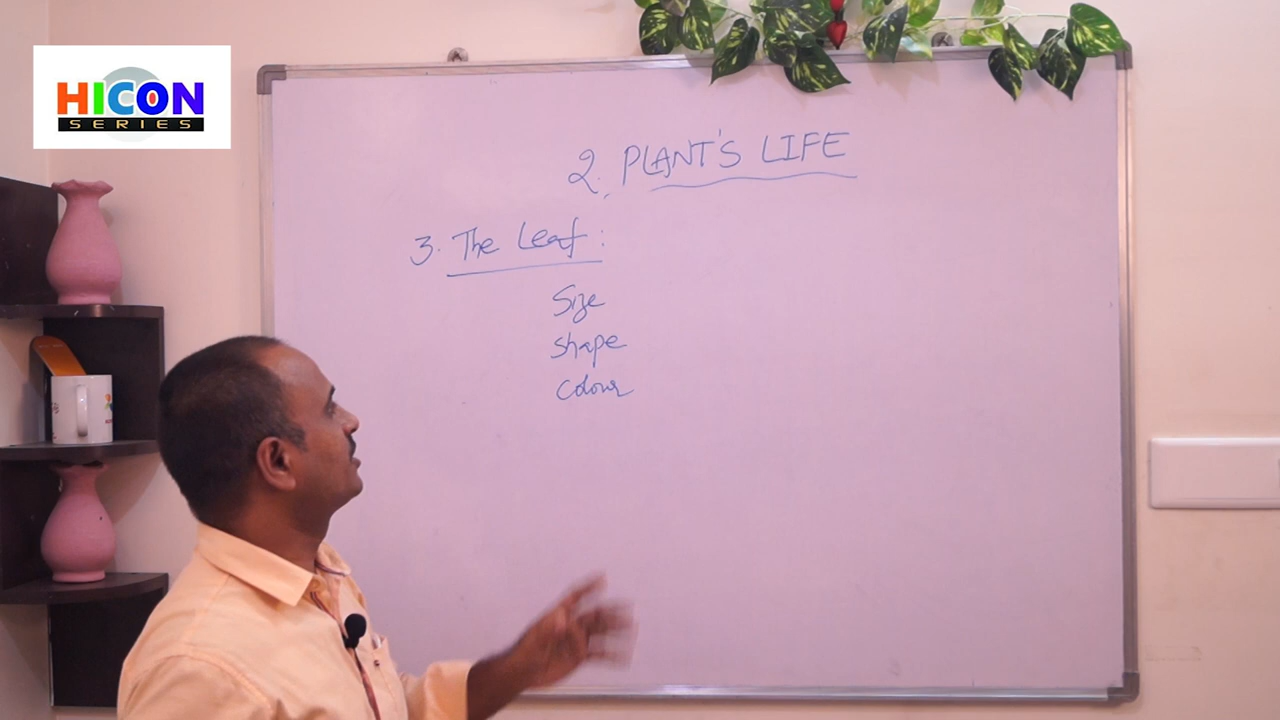 HICON
SERIES
2. PLANT'S LIFE
3. The Leaf:
Size
shape
colour